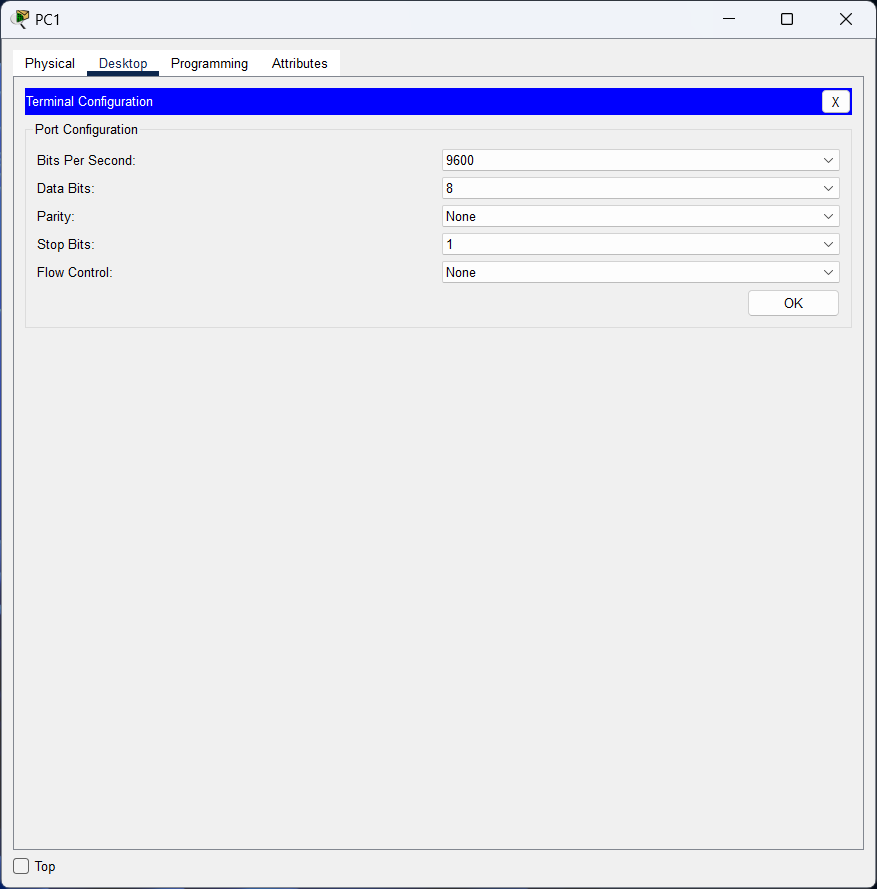 PC1
Physical Desktop Programming Attributes
Terminal Configuration X
Port Configuration
Bits Per Second: 9600
Data Bits: 8
Parity: None
Stop Bits: 1
Flow Control: None
OK
Top